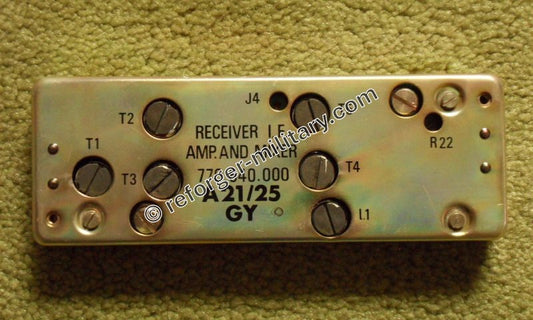 J4
T2
RECEIVER I.F.
R22
T1
AMP. AND MIXER
T3
T4
A21/25
GY
L1
© reforger-military.com